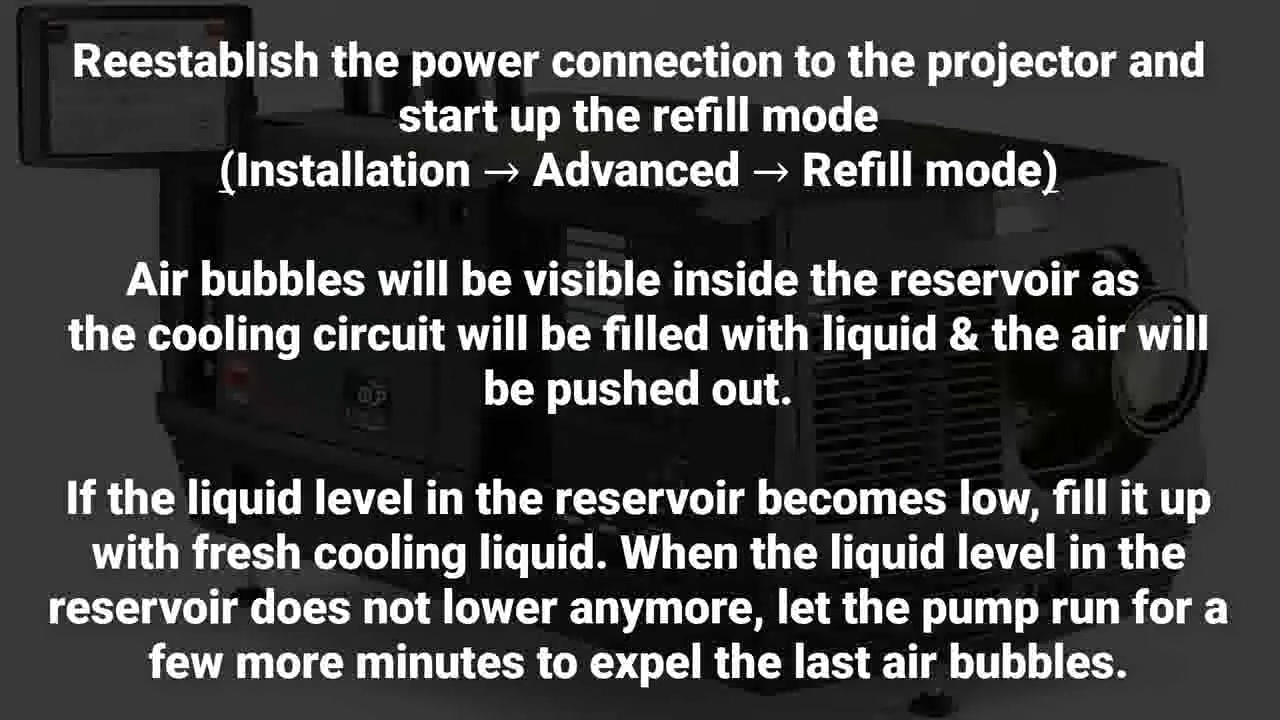 Reestablish the power connection to the projector and
start up the refill mode
(Installation → Advanced → Refill mode)
Air bubbles will be visible inside the reservoir as
the cooling circuit will be filled with liquid & the air will
be pushed out.
If the liquid level in the reservoir becomes low, fill it up
with fresh cooling liquid. When the liquid level in the
reservoir does not lower anymore, let the pump run for a
few more minutes to expel the last air bubbles.